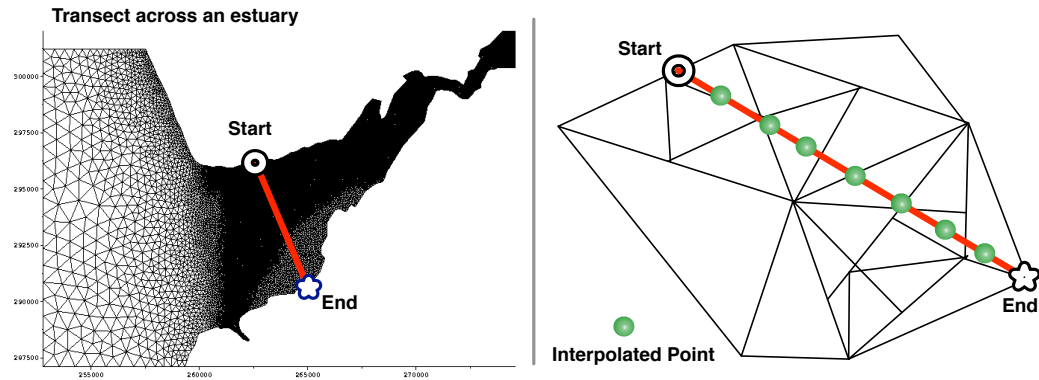 Transect across an estuary
300000
297500
295000
292500
290000
297500
255000
260000
265000
270000
Start
End
Start
End
Interpolated Point